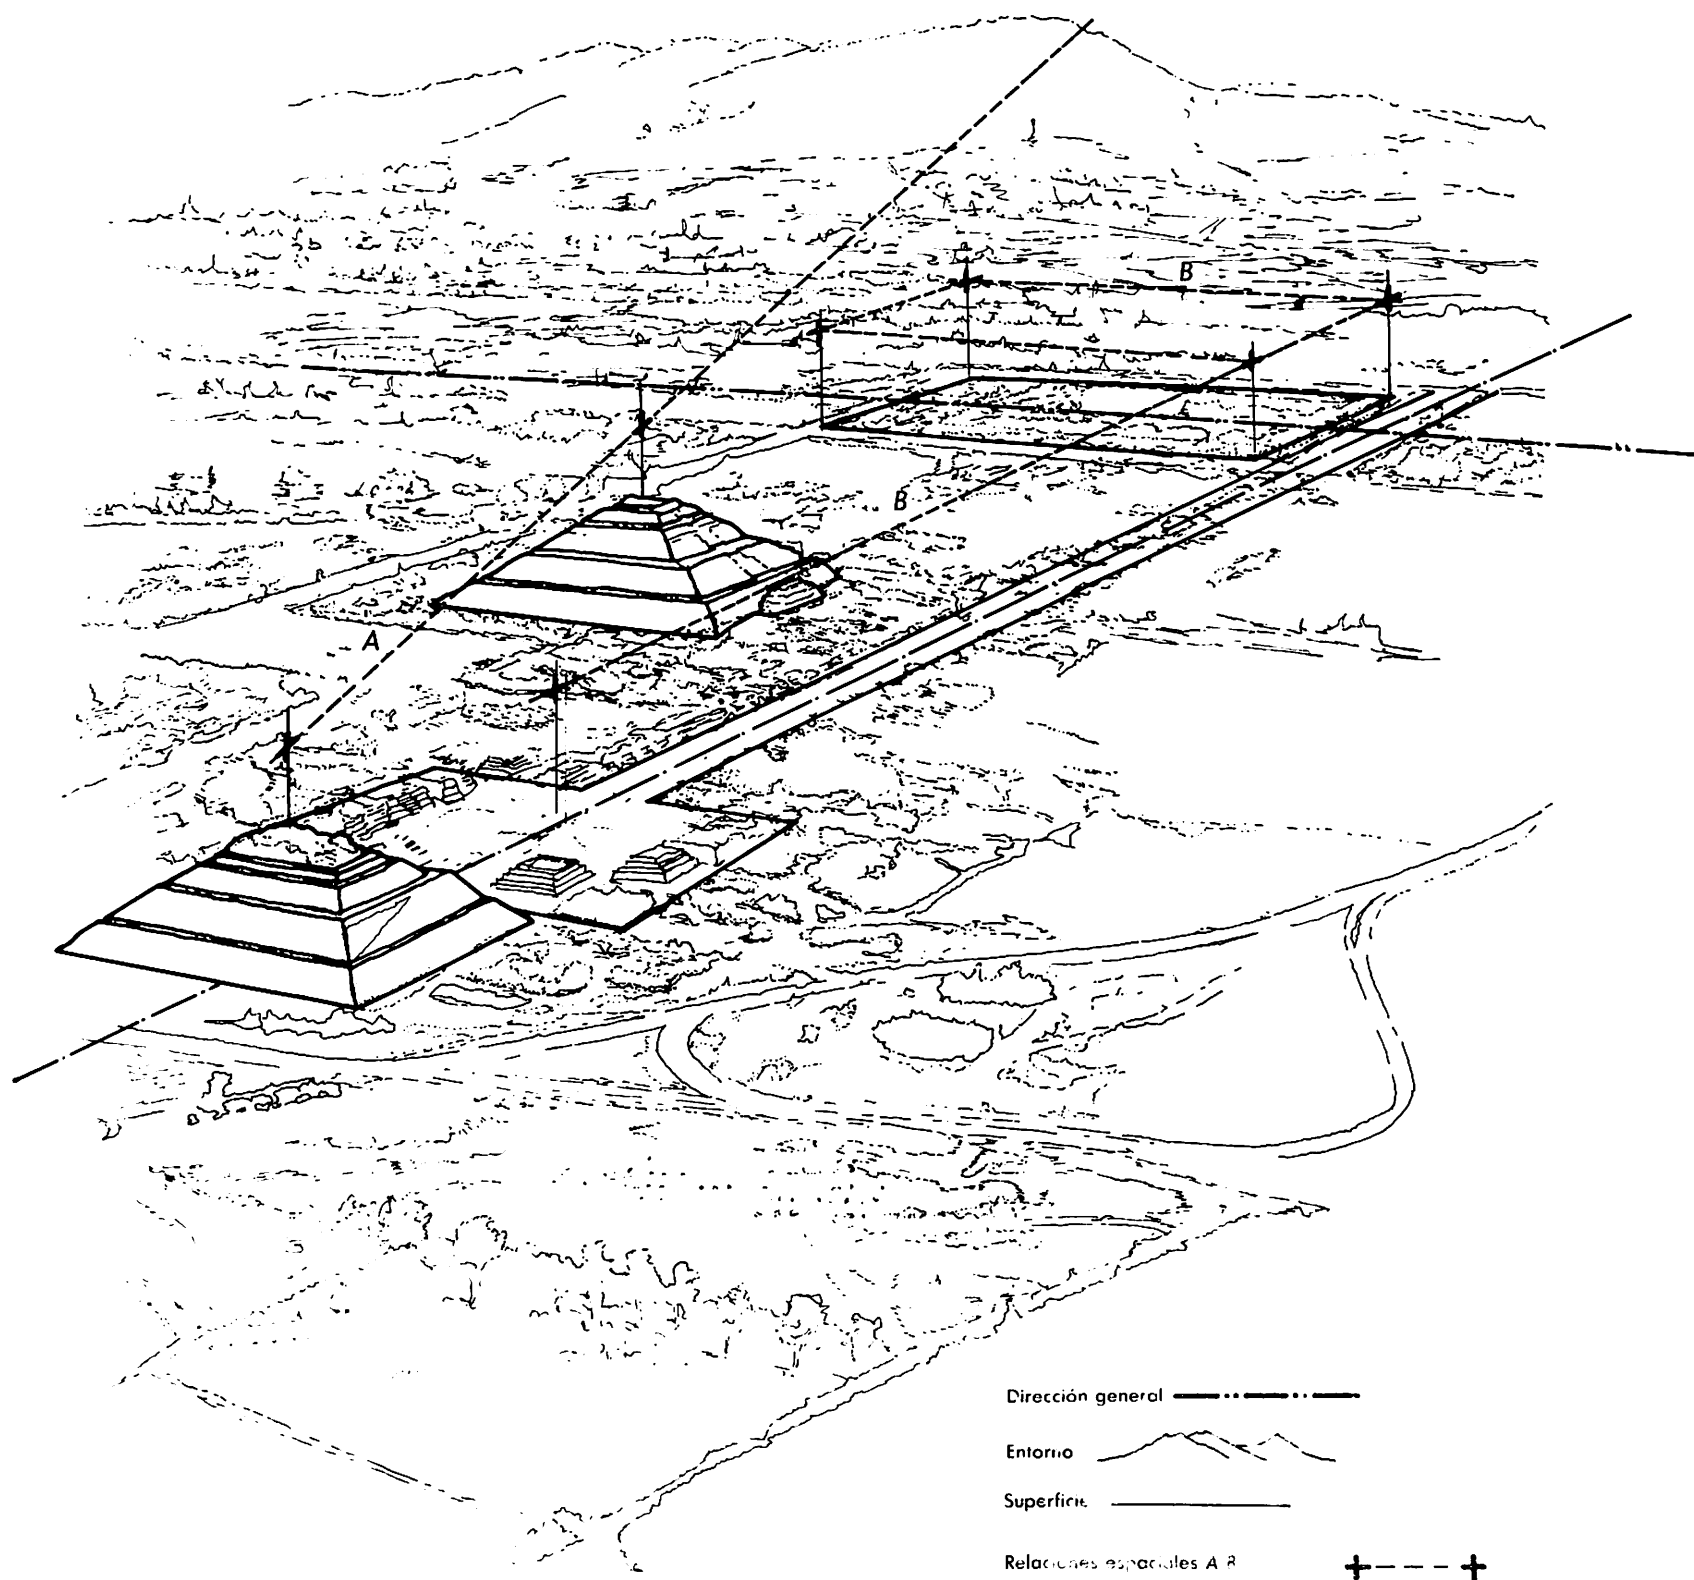 B
B
A
Dirección general
Entorno
Superficie
Relaciones espaciales A B